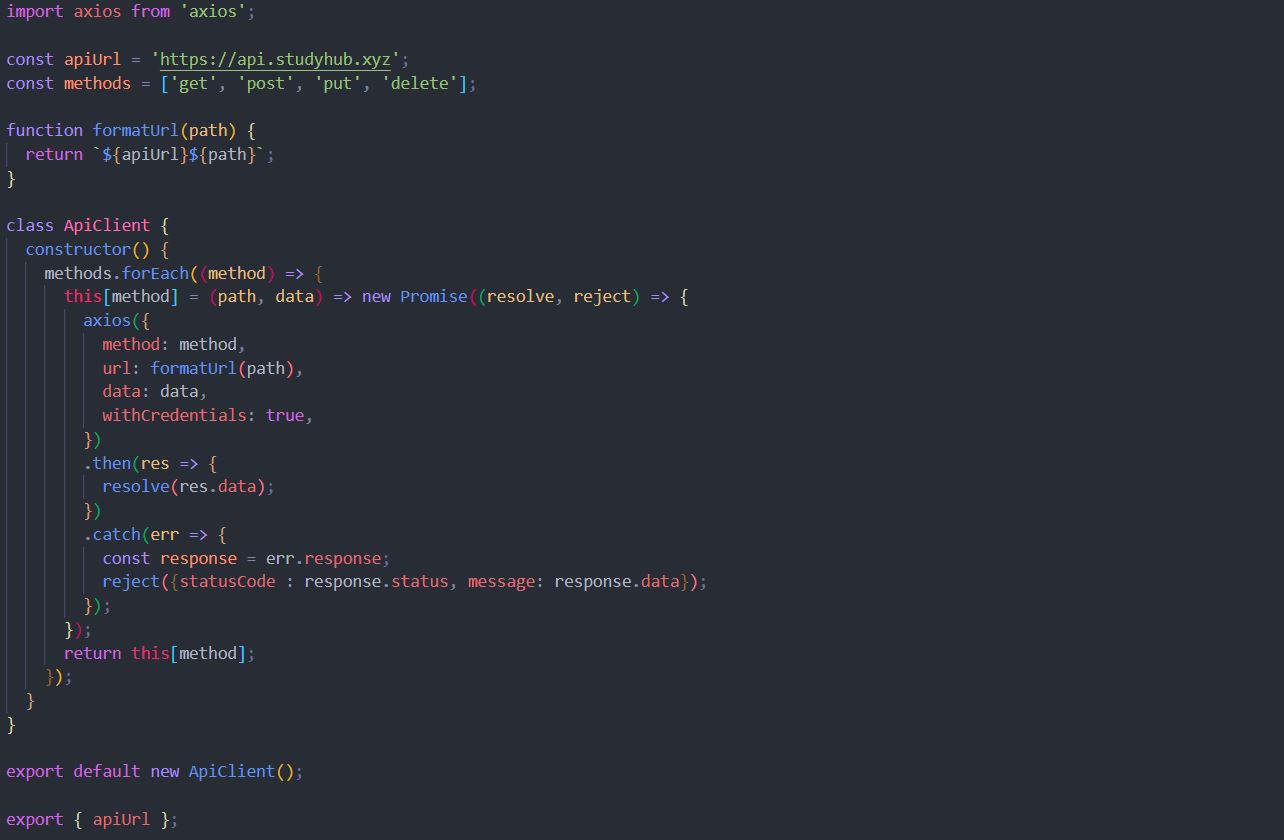 import axios from 'axios';
const apiUrl = 'https://api.studyhub.xyz';
const methods = ['get', 'post', 'put', 'delete'];
function formatUrl(path) {
  return `${apiUrl}${path}`;
}
class ApiClient {
  constructor() {
    methods.forEach((method) => {
      this[method] = (path, data) => new Promise((resolve, reject) => {
        axios({
          method: method,
          url: formatUrl(path),
          data: data,
          withCredentials: true,
        })
        .then(res => {
          resolve(res.data);
        })
        .catch(err => {
          const response = err.response;
          reject({statusCode : response.status, message: response.data});
        });
      });
      return this[method];
    });
  }
}
export default new ApiClient();
export { apiUrl };